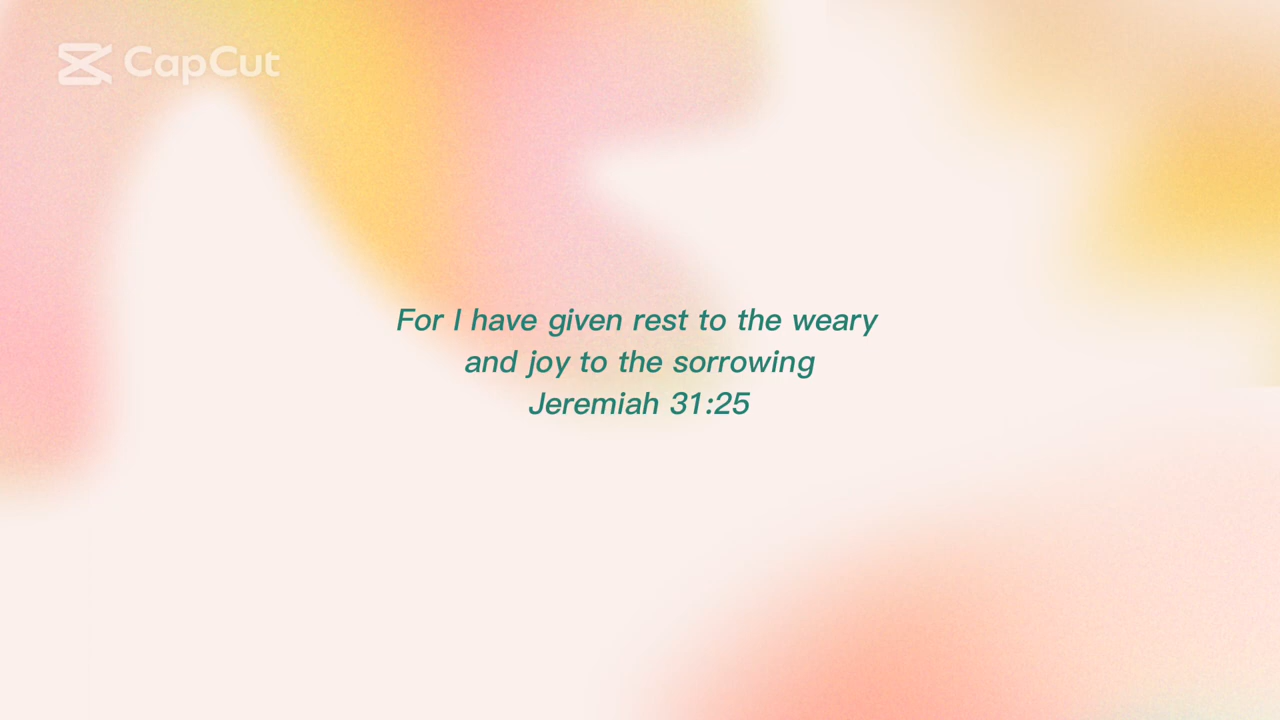 CapCut
For I have given rest to the weary
and joy to the sorrowing
Jeremiah 31:25